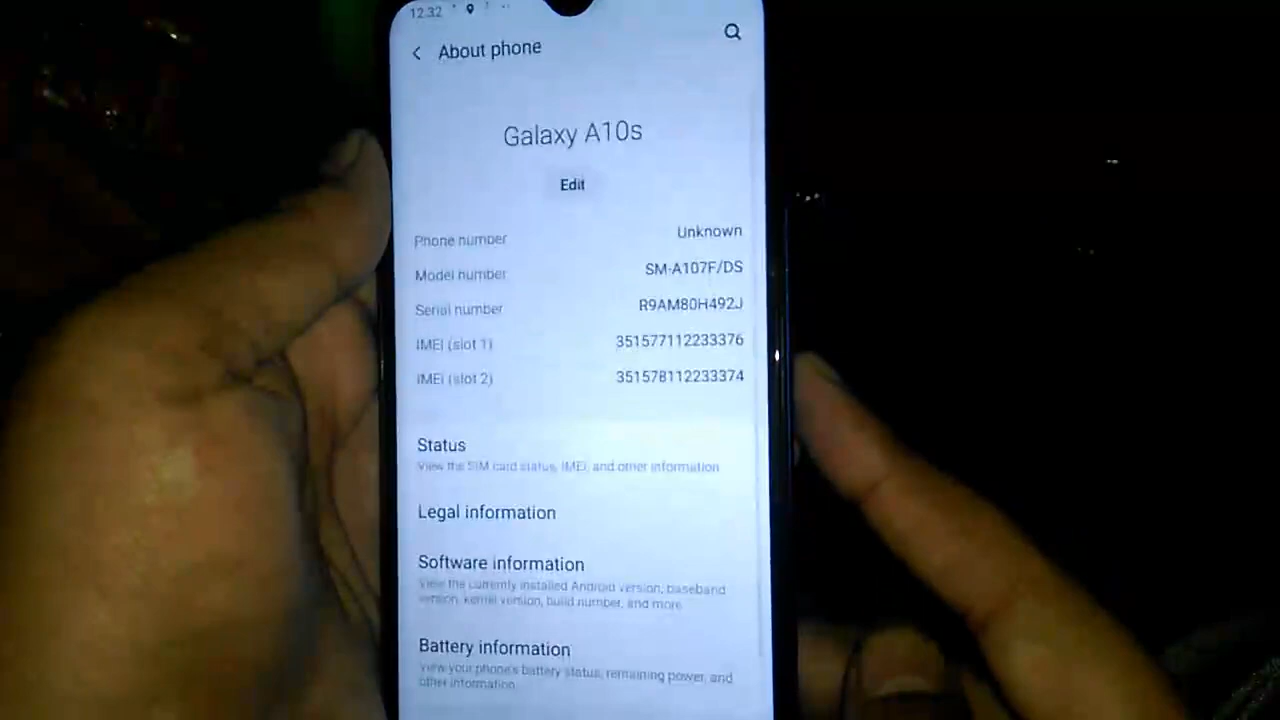 12.32
About phone
Galaxy A10s
Edit
Phone number Unknown
Model number SM-A107F/DS
Serial number R9AM80H492J
IMEI (slot 1) 351577112233376
IMEI (slot 2) 351578112233374
Status
View the SIM card status, IMEI, and other information
Legal information
Software information
View the currently installed Android version, baseband
version, kernel version, build number, and more.
Battery information
View your phone's battery status, remaining power, and
other information.